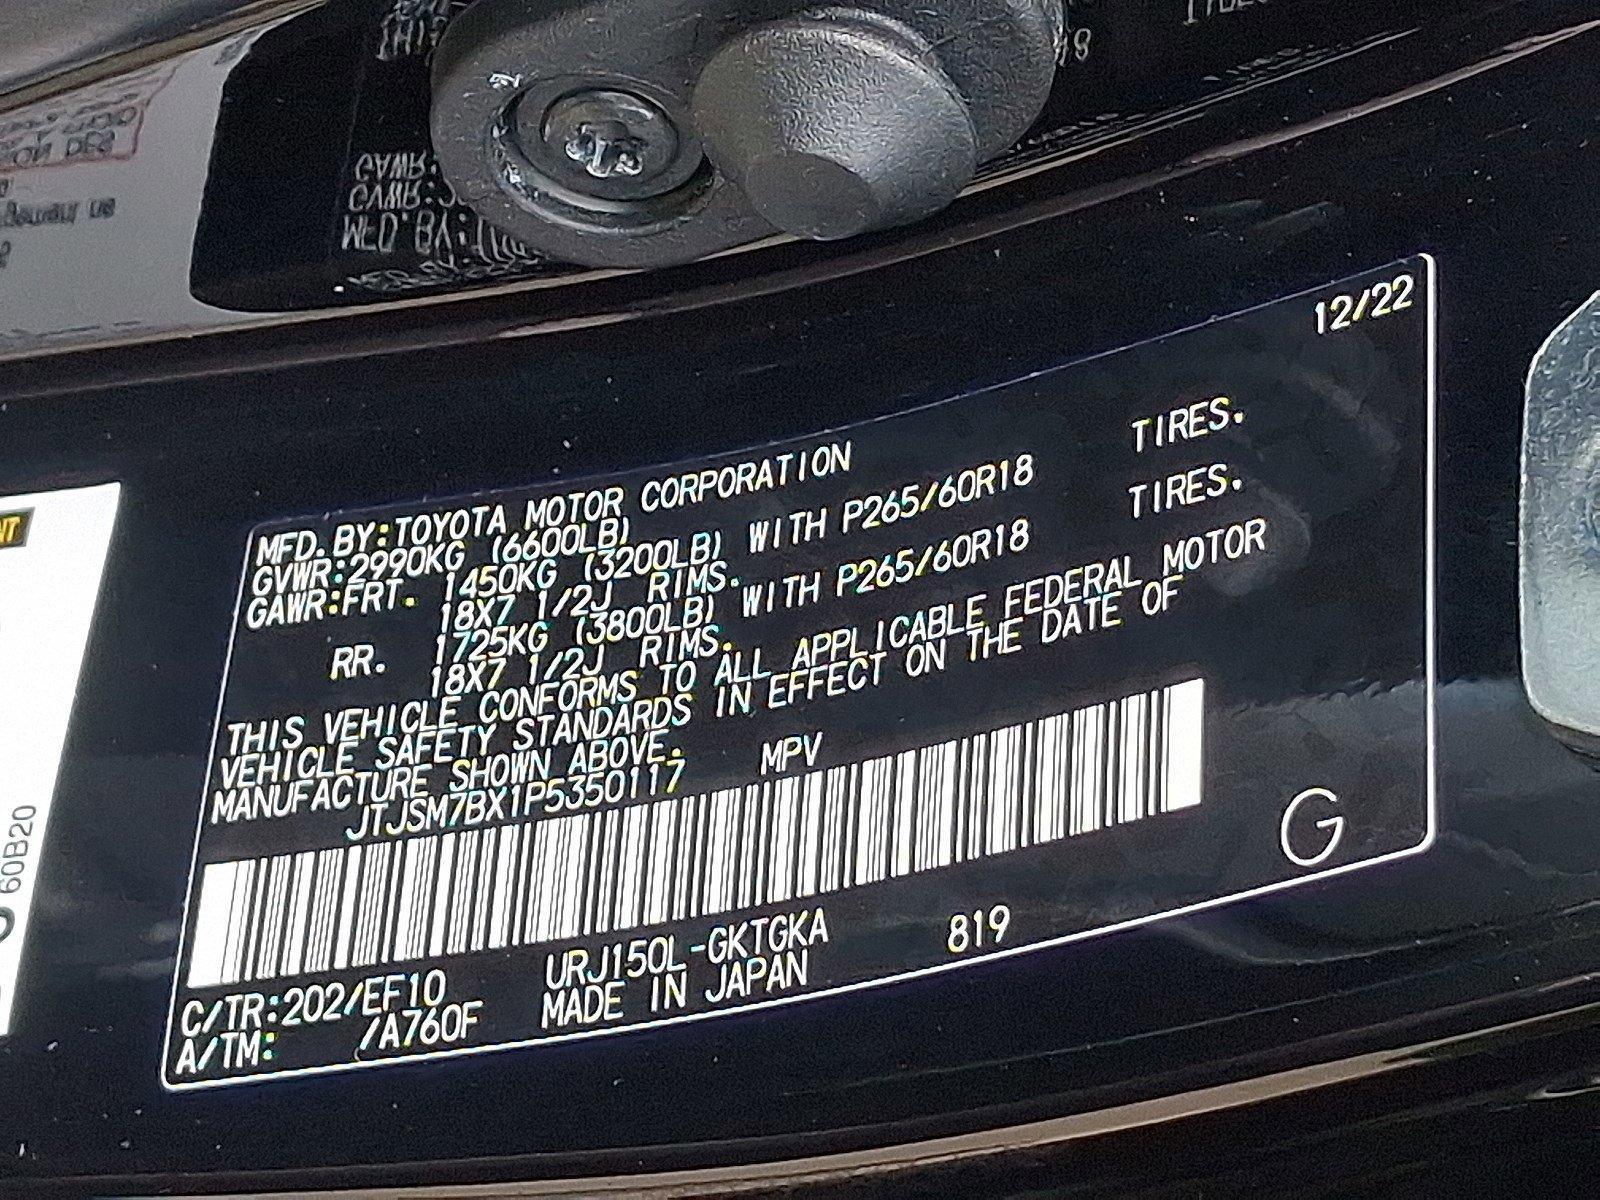 12/22
MFD. BY:TOYOTA MOTOR CORPORATION
GVWR:2990KG (6600LB)
GAWR:FRT. 1450KG (3200LB) WITH P265/60R18 TIRES.
18X7 1/2J RIMS.
RR. 1725KG (3800LB) WITH P265/60R18 TIRES.
18X7 1/2J RIMS.
THIS VEHICLE CONFORMS TO ALL APPLICABLE FEDERAL MOTOR
VEHICLE SAFETY STANDARDS IN EFFECT ON THE DATE OF
MANUFACTURE SHOWN ABOVE.
JTJSM7BX1P5350117 MPV
G
C/TR:202/EF10 URJ150L-GKTGKA 819
A/TM: /A760F MADE IN JAPAN
60B20